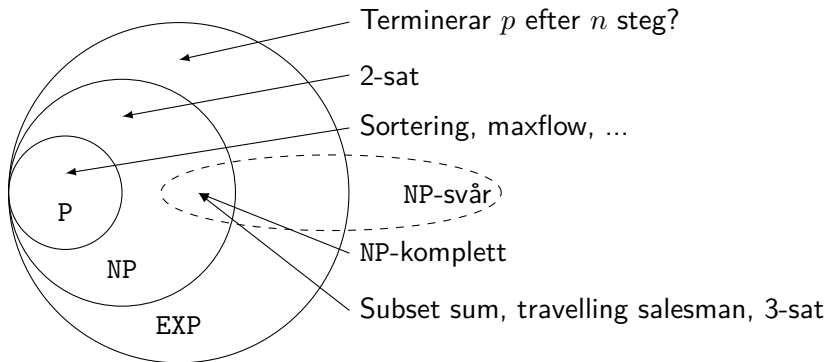 Terminerar p efter n steg?
2-sat
Sortering, maxflow, ...
NP-svår
P
NP-komplett
NP
Subset sum, travelling salesman, 3-sat
EXP